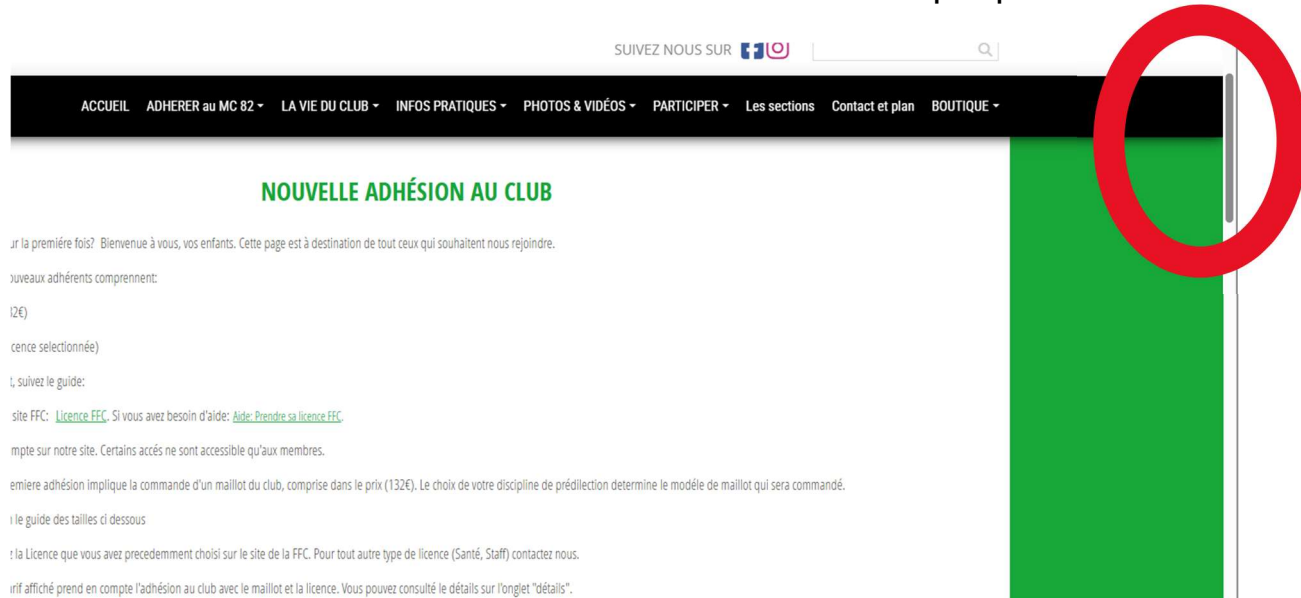 SUIVEZ NOUS SUR
ACCUEIL ADHERER au MC 82 LA VIE DU CLUB INFOS PRATIQUES PHOTOS & VIDÉOS PARTICIPER Les sections Contact et plan BOUTIQUE
NOUVELLE ADHÉSION AU CLUB
la premiére fois? Bienvenue à vous, vos enfants. Cette page est à destination de tout ceux qui souhaitent nous rejoindre.
adhérents comprennent:
selectionnée)
suivez le guide:
site FFC: Licence FFC. Si vous avez besoin d'aide: Aide: Prendre sa licence FFC.
sur notre site. Certains accés ne sont accessible qu'aux membres.
adhésion implique la commande d'un maillot du club, comprise dans le prix (132€). Le choix de votre discipline de prédilection determine le modéle de maillot qui sera commandé.
le guide des tailles ci dessous
la Licence que vous avez precedemment choisi sur le site de la FFC. Pour tout autre type de licence (Santé, Staff) contactez nous.
affiché prend en compte l'adhésion au club avec le maillot et la licence. Vous pouvez consulté le détails sur l'onglet "détails".